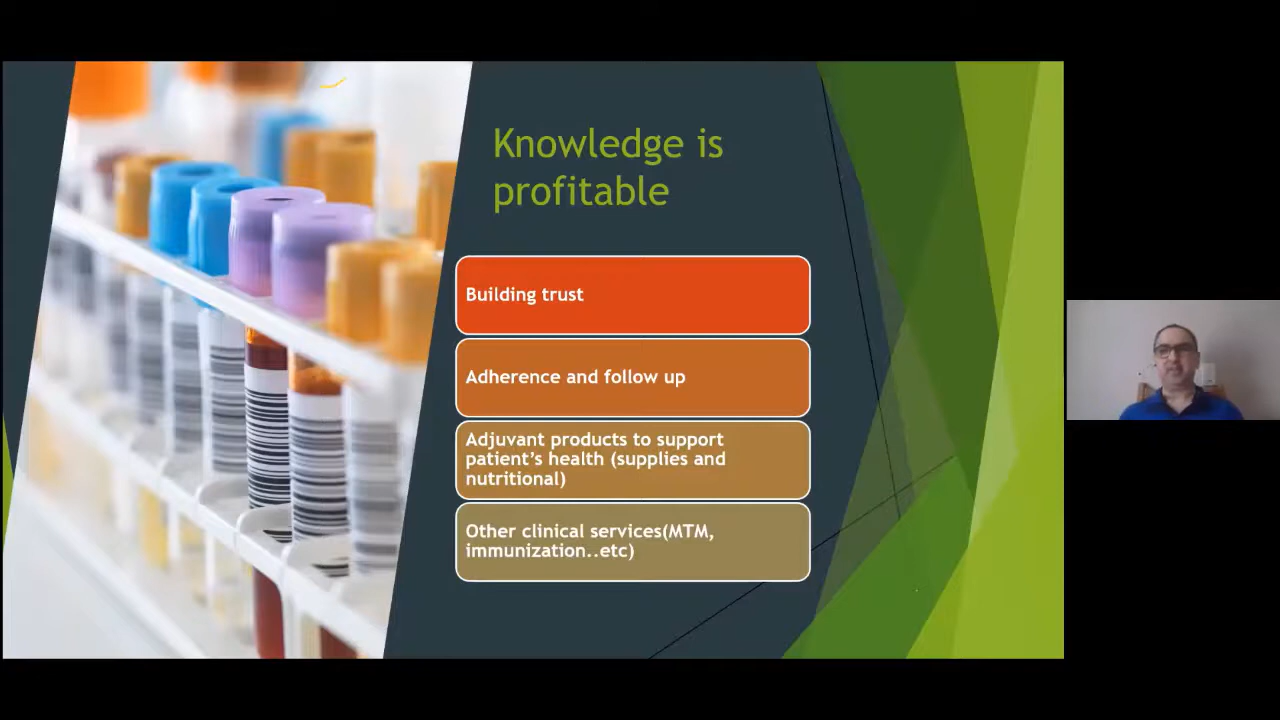 Knowledge is
profitable
Building trust
Adherence and follow up
Adjuvant products to support
patient's health (supplies and
nutritional)
Other clinical services(MTM,
immunization..etc)